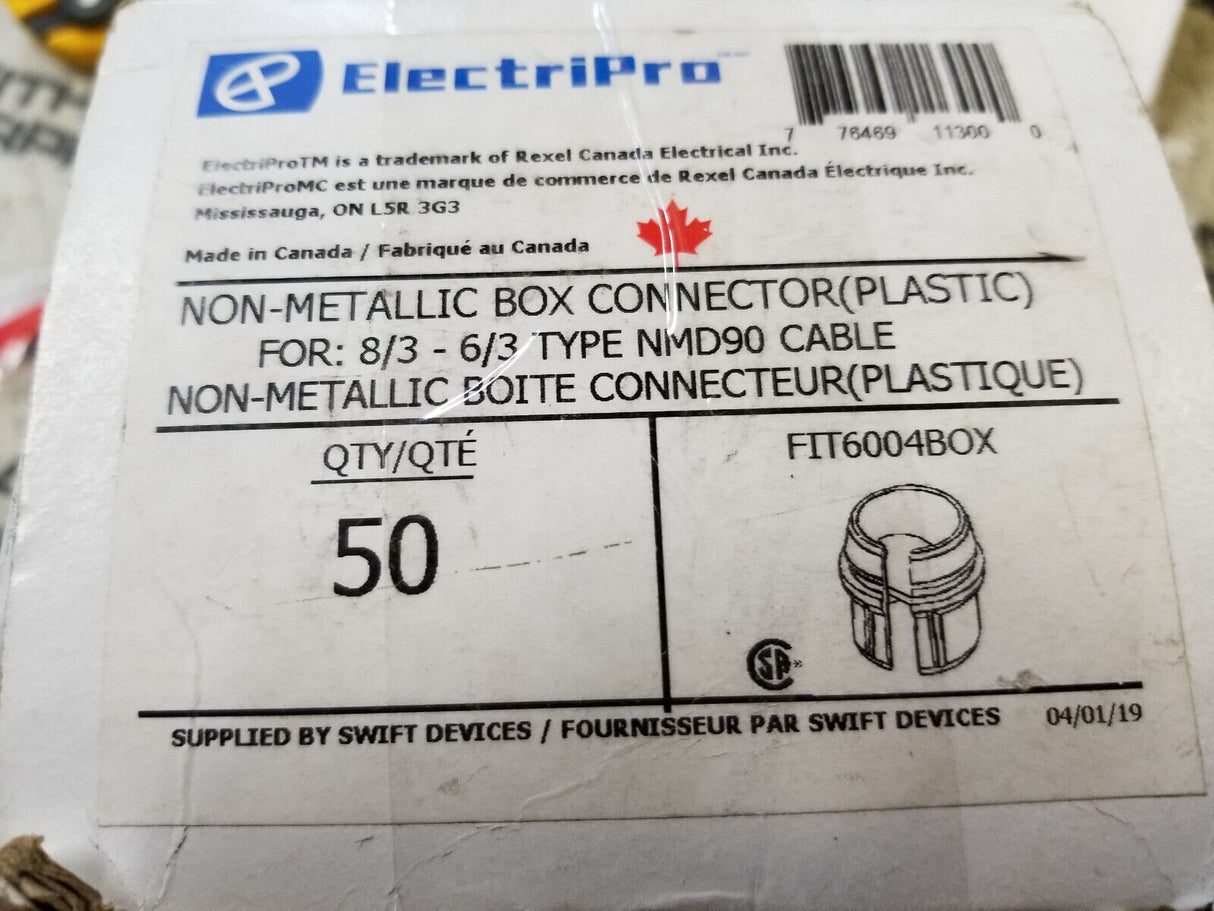 ElectriPro
7 76469 11300 0
ElectriProTM is a trademark of Rexel Canada Electrical Inc.
ElectriProMC est une marque de commerce de Rexel Canada Électrique Inc.
Mississauga, ON L5R 3G3
Made in Canada / Fabriqué au Canada
NON-METALLIC BOX CONNECTOR(PLASTIC)
FOR: 8/3 - 6/3 TYPE NMD90 CABLE
NON-METALLIC BOITE CONNECTEUR(PLASTIQUE)
QTY/QTÉ
50
FIT6004BOX
SUPPLIED BY SWIFT DEVICES / FOURNISSEUR PAR SWIFT DEVICES 04/01/19